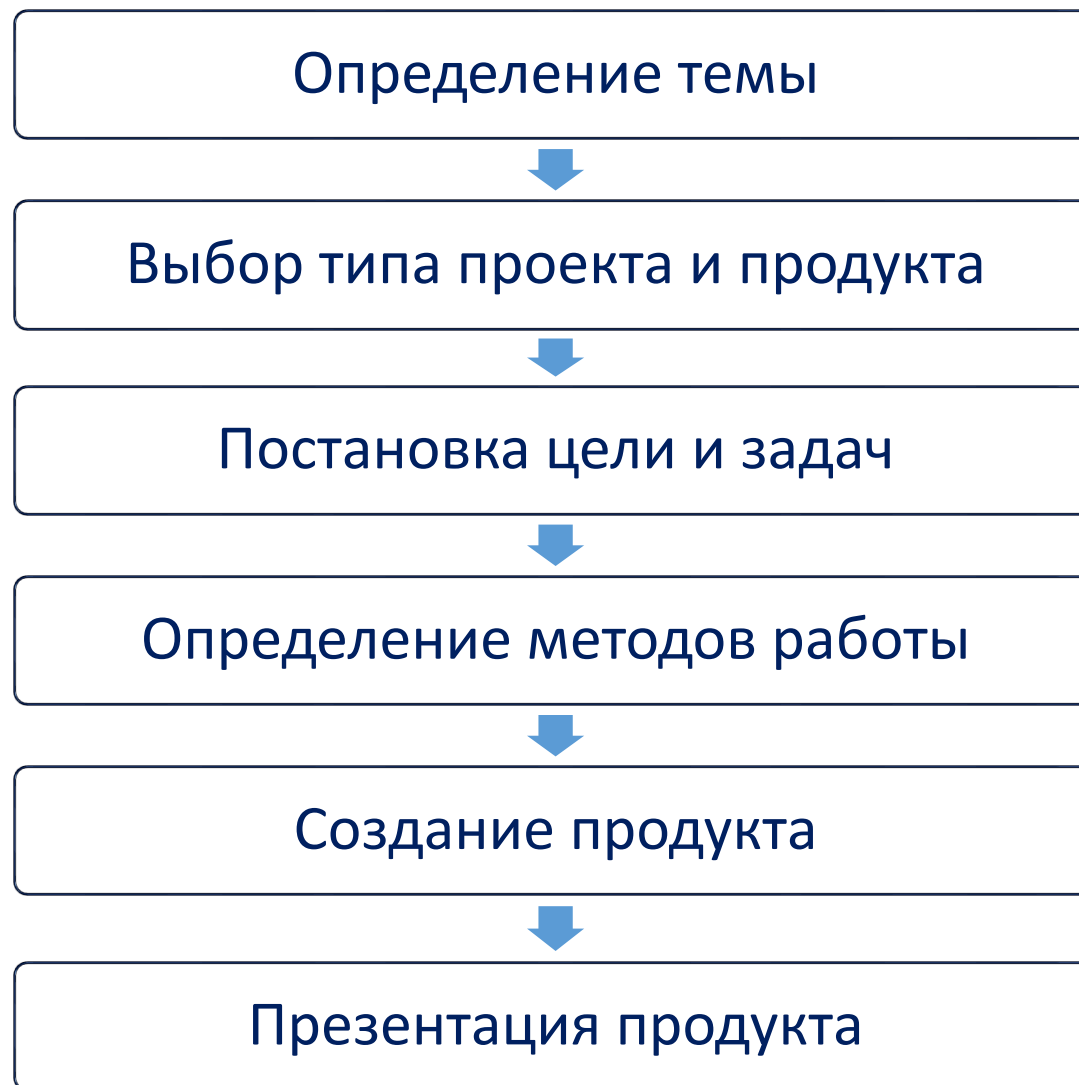 Определение темы
Выбор типа проекта и продукта
Постановка цели и задач
Определение методов работы
Создание продукта
Презентация продукта